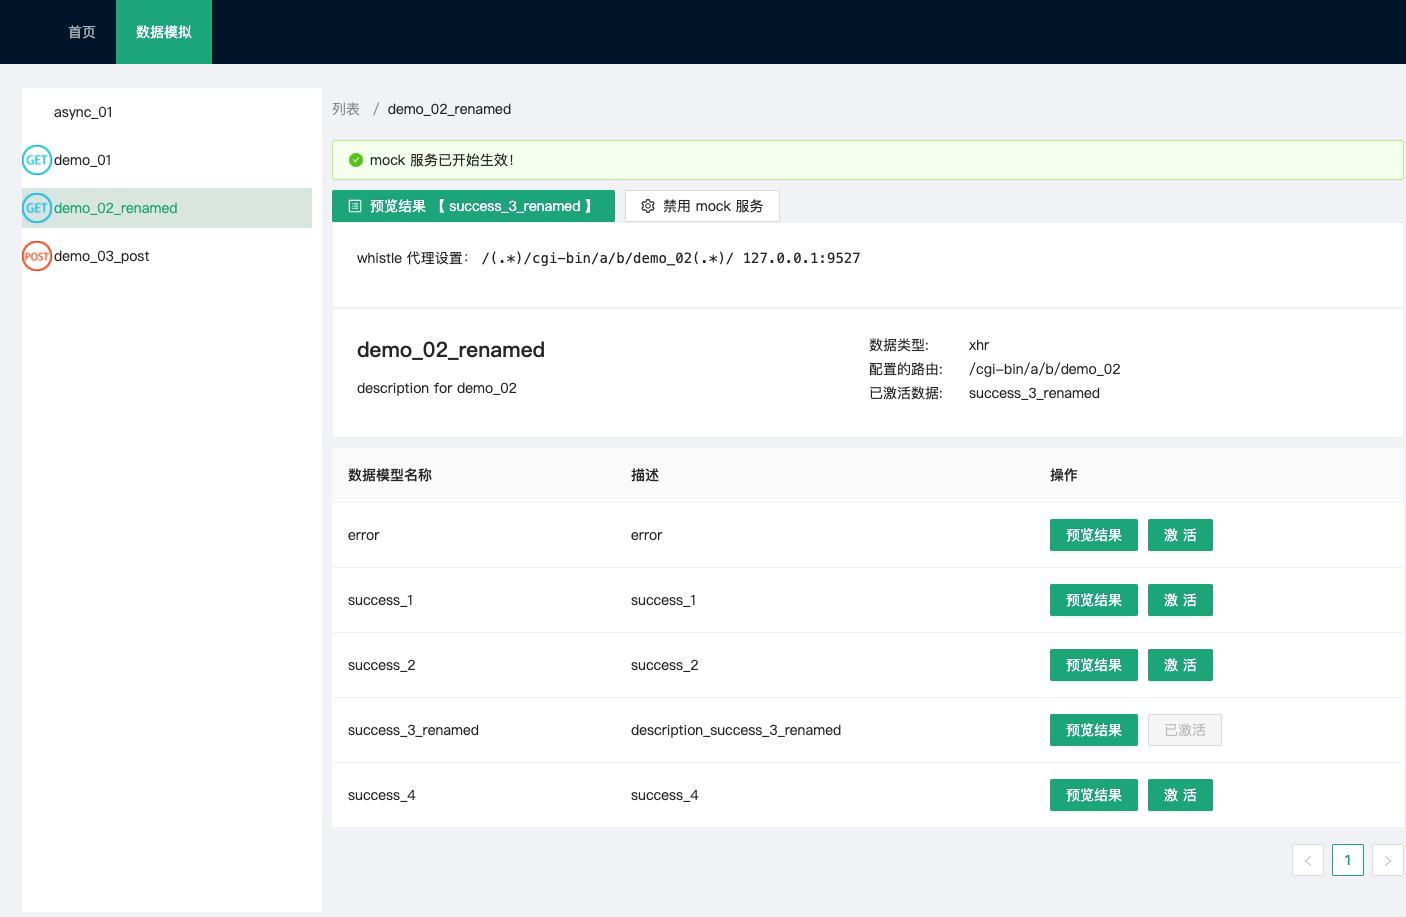 首页 数据模拟
async_01
GET demo_01
GET demo_02_renamed
POST demo_03_post
列表 / demo_02_renamed
mock 服务已开始生效!
预览结果 【 success_3_renamed 】 禁用 mock 服务
whistle 代理设置: /(.*)/cgi-bin/a/b/demo_02(.*)/ 127.0.0.1:9527
demo_02_renamed
description for demo_02
数据类型: xhr
配置的路由: /cgi-bin/a/b/demo_02
已激活数据: success_3_renamed
数据模型名称 描述 操作
error error 预览结果 激 活
success_1 success_1 预览结果 激 活
success_2 success_2 预览结果 激 活
success_3_renamed description_success_3_renamed 预览结果 已激活
success_4 success_4 预览结果 激 活
< 1 >